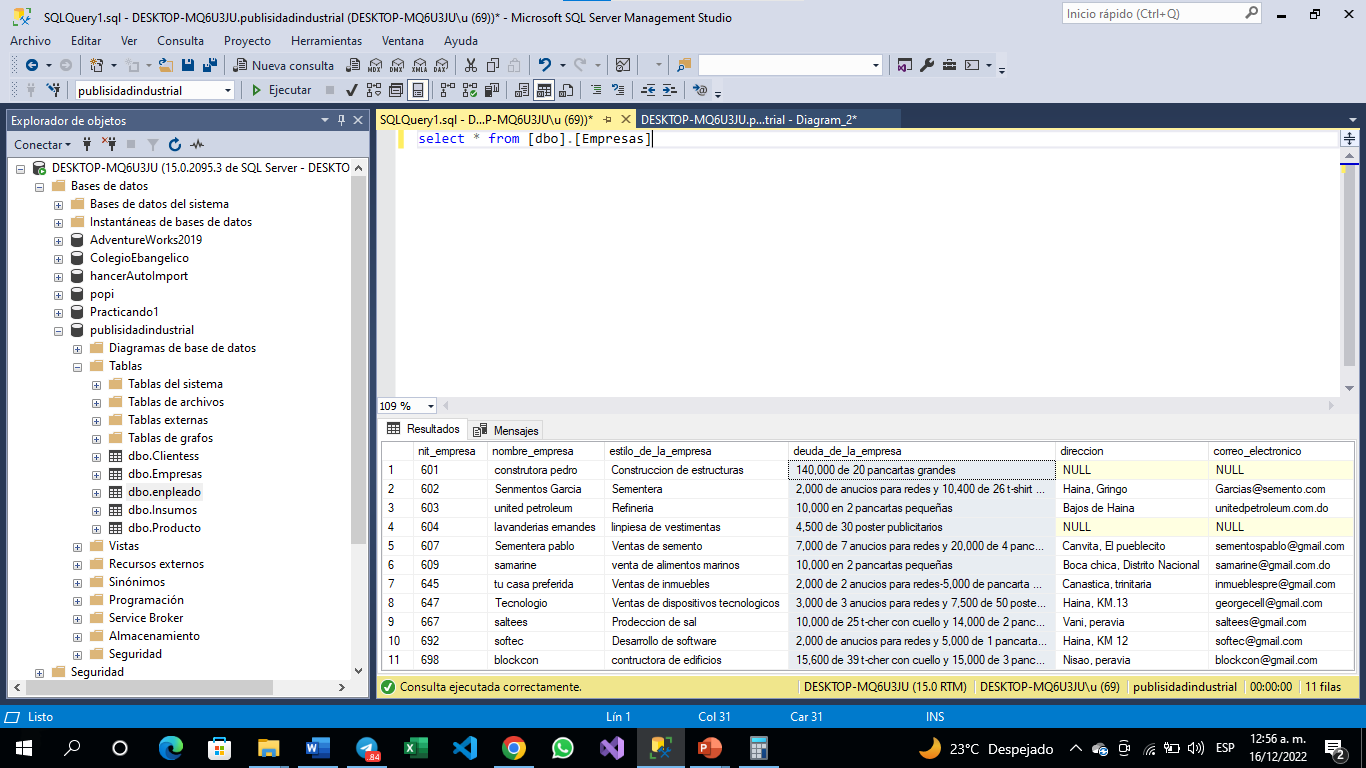 SQLQuery1.sql - DESKTOP-MQ6U3JU.publisidadindustrial (DESKTOP-MQ6U3JU\u (69))* - Microsoft SQL Server Management Studio
Inicio rápido (Ctrl+Q)
Archivo Editar Ver Consulta Proyecto Herramientas Ventana Ayuda
Nueva consulta
MDX DMX XMLA DAX
publisidadindustrial
Ejecutar
Explorador de objetos
Conectar
DESKTOP-MQ6U3JU (15.0.2095.3 de SQL Server - DESKTO
Bases de datos
Bases de datos del sistema
Instantáneas de bases de datos
AdventureWorks2019
ColegioEbangelico
hancerAutoImport
popi
Practicando1
publisidadindustrial
Diagramas de base de datos
Tablas
Tablas del sistema
Tablas de archivos
Tablas externas
Tablas de grafos
dbo.Clientess
dbo.Empresas
dbo.enpleado
dbo.Insumos
dbo.Producto
Vistas
Recursos externos
Sinónimos
Programación
Service Broker
Almacenamiento
Seguridad
Seguridad
SQLQuery1.sql - D...P-MQ6U3JU\u (69))* DESKTOP-MQ6U3JU.p...trial - Diagram_2*
select * from [dbo].[Empresas]
109 %
Resultados Mensajes
nit_empresa nombre_empresa estilo_de_la_empresa deuda_de_la_empresa direccion correo_electronico
1 601 construtora pedro Construccion de estructuras 140,000 de 20 pancartas grandes NULL NULL
2 602 Senmentos Garcia Sementera 2,000 de anucios para redes y 10,400 de 26 t-shirt ... Haina, Gringo Garcias@semento.com
3 603 united petroleum Refineria 10,000 en 2 pancartas pequeñas Bajos de Haina unitedpetroleum.com.do
4 604 lavanderias ernandes linpiesa de vestimentas 4,500 de 30 poster publicitarios NULL NULL
5 607 Sementera pablo Ventas de semento 7,000 de 7 anucios para redes y 20,000 de 4 panc... Canvita, El pueblecito sementospablo@gmail.com
6 609 samarine venta de alimentos marinos 10,000 en 2 pancartas pequeñas Boca chica, Distrito Nacional samarine@gmail.com.do
7 645 tu casa preferida Ventas de inmuebles 2,000 de 2 anucios para redes-5,000 de pancarta ... Canastica, trinitaria inmueblespre@gmail.com
8 647 Tecnologio Ventas de dispositivos tecnologicos 3,000 de 3 anucios para redes y 7,500 de 50 poste... Haina, KM.13 georgecell@gmail.com
9 667 saltees Prodeccion de sal 10,000 de 25 t-cher con cuello y 14,000 de 2 panc... Vani, peravia saltees@gmail.com
10 692 softec Desarrollo de software 2,000 de anucios para redes y 5,000 de 1 pancarta... Haina, KM 12 softec@gmail.com
11 698 blockcon contructora de edificios 15,600 de 39 t-cher con cuello y 15,000 de 3 panc... Nisao, peravia blockcon@gmail.com
Consulta ejecutada correctamente. DESKTOP-MQ6U3JU (15.0 RTM) DESKTOP-MQ6U3JU\u (69) publisidadindustrial 00:00:00 11 filas
Listo Lín 1 Col 31 Car 31 INS
84
23°C Despejado ESP 12:56 a. m.
16/12/2022
2